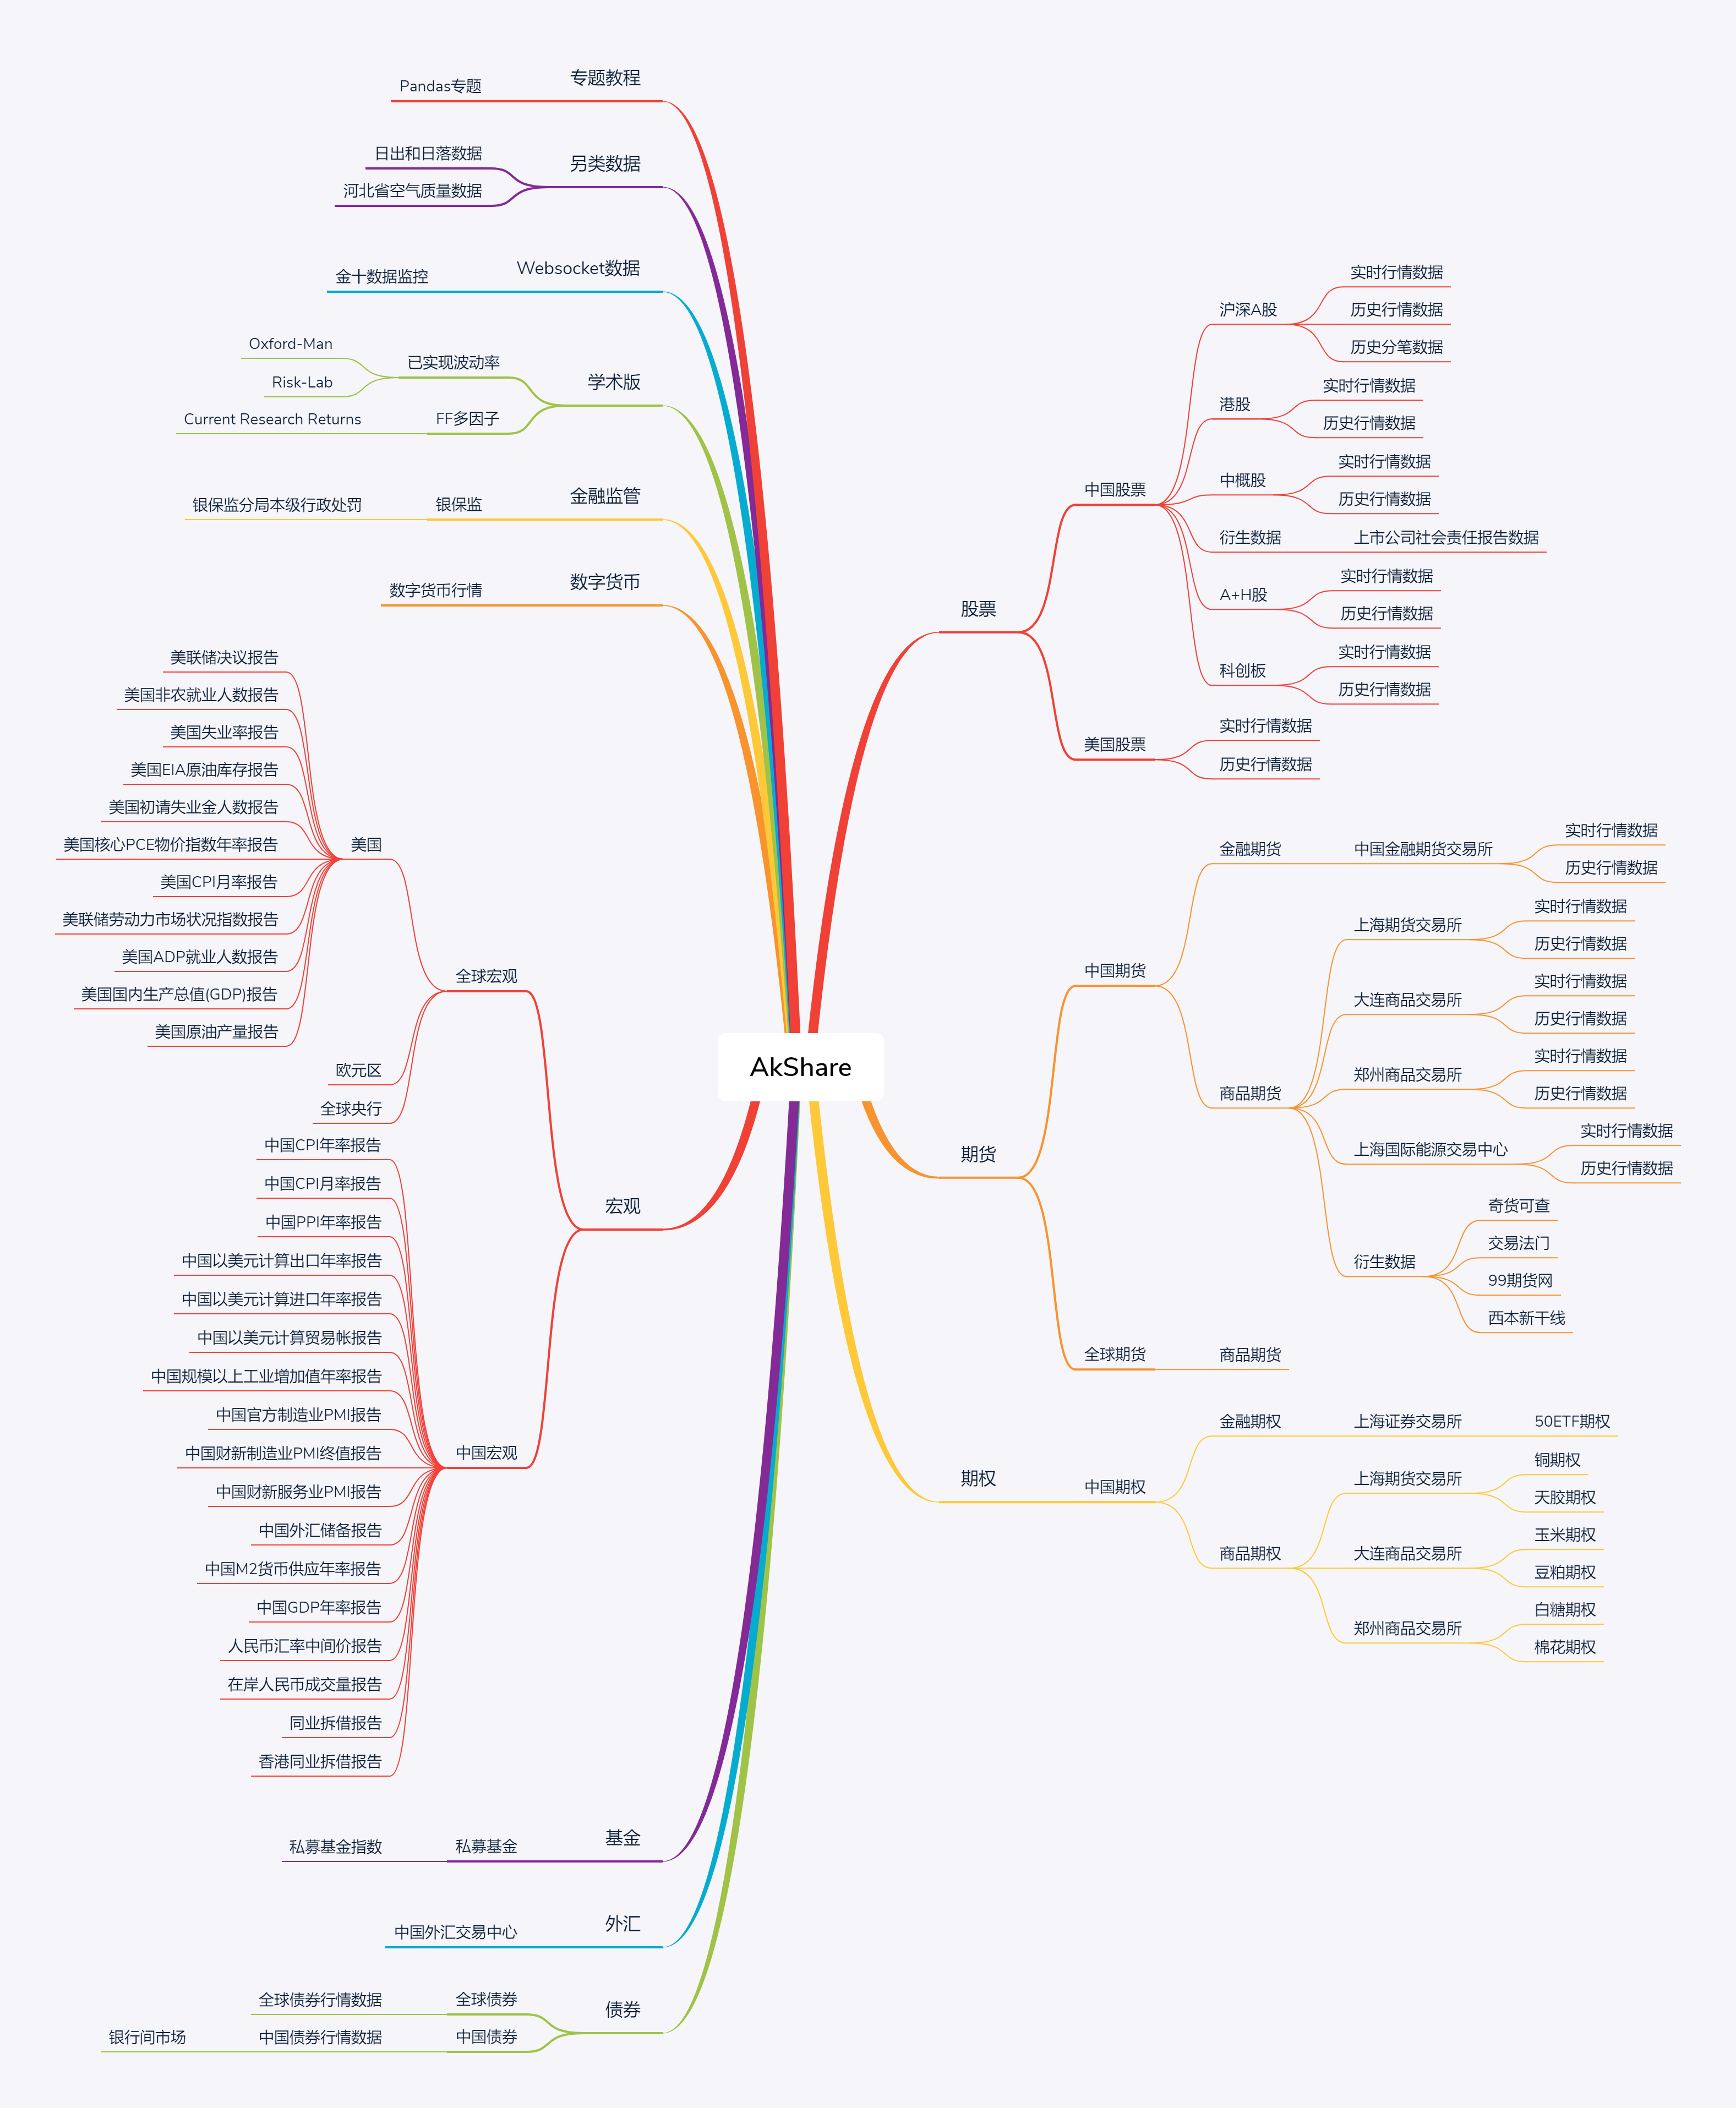 AkShare
专题教程
Pandas专题
另类数据
日出和日落数据
河北省空气质量数据
Websocket数据
金十数据监控
学术版
已实现波动率
Oxford-Man
Risk-Lab
FF多因子
Current Research Returns
金融监管
银保监
银保监分局本级行政处罚
数字货币
数字货币行情
宏观
全球宏观
美国
美联储决议报告
美国非农就业人数报告
美国失业率报告
美国EIA原油库存报告
美国初请失业金人数报告
美国核心PCE物价指数年率报告
美国CPI月率报告
美联储劳动力市场状况指数报告
美国ADP就业人数报告
美国国内生产总值(GDP)报告
美国原油产量报告
欧元区
全球央行
中国宏观
中国CPI年率报告
中国CPI月率报告
中国PPI年率报告
中国以美元计算出口年率报告
中国以美元计算进口年率报告
中国以美元计算贸易帐报告
中国规模以上工业增加值年率报告
中国官方制造业PMI报告
中国财新制造业PMI终值报告
中国财新服务业PMI报告
中国外汇储备报告
中国M2货币供应年率报告
中国GDP年率报告
人民币汇率中间价报告
在岸人民币成交量报告
同业拆借报告
香港同业拆借报告
基金
私募基金
私募基金指数
外汇
中国外汇交易中心
债券
全球债券
全球债券行情数据
中国债券
中国债券行情数据
银行间市场
股票
中国股票
沪深A股
实时行情数据
历史行情数据
历史分笔数据
港股
实时行情数据
历史行情数据
中概股
实时行情数据
历史行情数据
衍生数据
上市公司社会责任报告数据
A+H股
实时行情数据
历史行情数据
科创板
实时行情数据
历史行情数据
美国股票
实时行情数据
历史行情数据
期货
中国期货
金融期货
中国金融期货交易所
实时行情数据
历史行情数据
商品期货
上海期货交易所
实时行情数据
历史行情数据
大连商品交易所
实时行情数据
历史行情数据
郑州商品交易所
实时行情数据
历史行情数据
上海国际能源交易中心
实时行情数据
历史行情数据
衍生数据
奇货可查
交易法门
99期货网
西本新干线
全球期货
商品期货
期权
中国期权
金融期权
上海证券交易所
50ETF期权
商品期权
上海期货交易所
铜期权
天胶期权
大连商品交易所
玉米期权
豆粕期权
郑州商品交易所
白糖期权
棉花期权